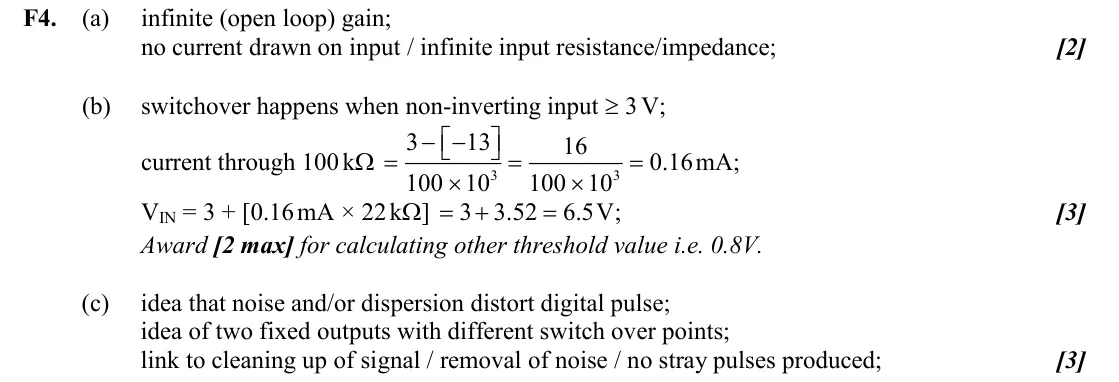 F4. (a) infinite (open loop) gain;
no current drawn on input / infinite input resistance/impedance; [2]
(b) switchover happens when non-inverting input ≥ 3 V;
current through 100 kΩ = (3 − [−13]) / (100 × 10³) = 16 / (100 × 10³) = 0.16 mA;
V_IN = 3 + [0.16 mA × 22 kΩ] = 3 + 3.52 = 6.5 V; [3]
Award [2 max] for calculating other threshold value i.e. 0.8V.
(c) idea that noise and/or dispersion distort digital pulse;
idea of two fixed outputs with different switch over points;
link to cleaning up of signal / removal of noise / no stray pulses produced; [3]